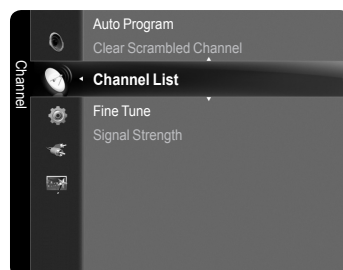 Channel
Auto Program
Clear Scrambled Channel
Channel List
Fine Tune
Signal Strength